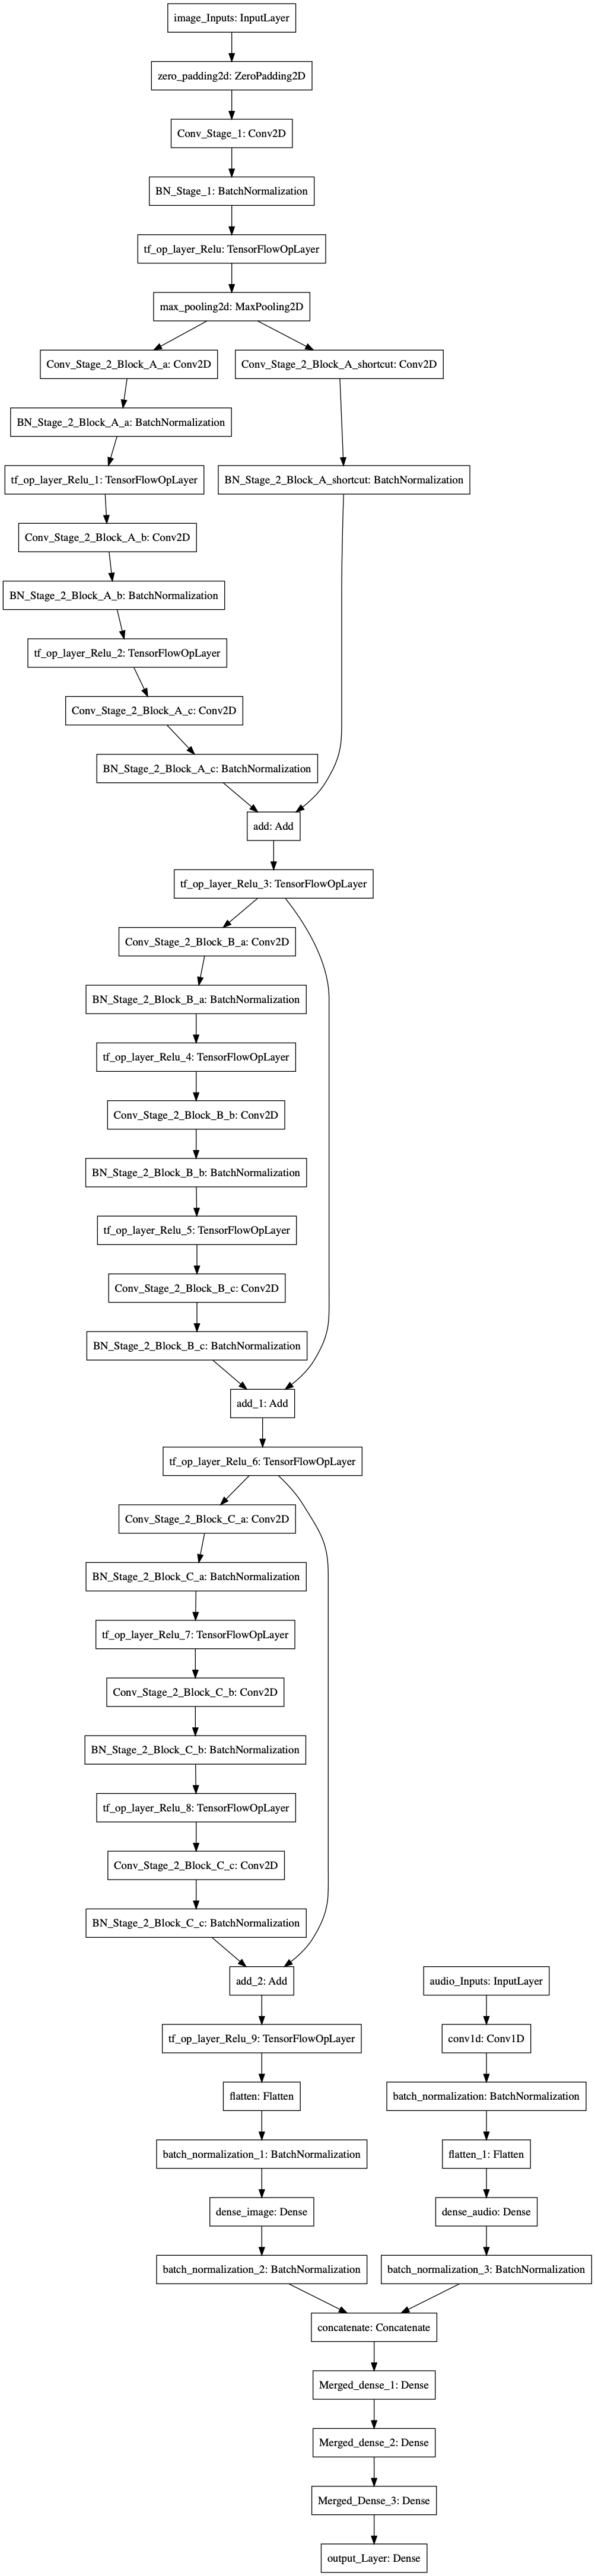 image_Inputs: InputLayer
zero_padding2d: ZeroPadding2D
Conv_Stage_1: Conv2D
BN_Stage_1: BatchNormalization
tf_op_layer_Relu: TensorFlowOpLayer
max_pooling2d: MaxPooling2D
Conv_Stage_2_Block_A_a: Conv2D
Conv_Stage_2_Block_A_shortcut: Conv2D
BN_Stage_2_Block_A_a: BatchNormalization
tf_op_layer_Relu_1: TensorFlowOpLayer
BN_Stage_2_Block_A_shortcut: BatchNormalization
Conv_Stage_2_Block_A_b: Conv2D
BN_Stage_2_Block_A_b: BatchNormalization
tf_op_layer_Relu_2: TensorFlowOpLayer
Conv_Stage_2_Block_A_c: Conv2D
BN_Stage_2_Block_A_c: BatchNormalization
add: Add
tf_op_layer_Relu_3: TensorFlowOpLayer
Conv_Stage_2_Block_B_a: Conv2D
BN_Stage_2_Block_B_a: BatchNormalization
tf_op_layer_Relu_4: TensorFlowOpLayer
Conv_Stage_2_Block_B_b: Conv2D
BN_Stage_2_Block_B_b: BatchNormalization
tf_op_layer_Relu_5: TensorFlowOpLayer
Conv_Stage_2_Block_B_c: Conv2D
BN_Stage_2_Block_B_c: BatchNormalization
add_1: Add
tf_op_layer_Relu_6: TensorFlowOpLayer
Conv_Stage_2_Block_C_a: Conv2D
BN_Stage_2_Block_C_a: BatchNormalization
tf_op_layer_Relu_7: TensorFlowOpLayer
Conv_Stage_2_Block_C_b: Conv2D
BN_Stage_2_Block_C_b: BatchNormalization
tf_op_layer_Relu_8: TensorFlowOpLayer
Conv_Stage_2_Block_C_c: Conv2D
BN_Stage_2_Block_C_c: BatchNormalization
add_2: Add
audio_Inputs: InputLayer
tf_op_layer_Relu_9: TensorFlowOpLayer
conv1d: Conv1D
flatten: Flatten
batch_normalization: BatchNormalization
batch_normalization_1: BatchNormalization
flatten_1: Flatten
dense_image: Dense
dense_audio: Dense
batch_normalization_2: BatchNormalization
batch_normalization_3: BatchNormalization
concatenate: Concatenate
Merged_dense_1: Dense
Merged_dense_2: Dense
Merged_Dense_3: Dense
output_Layer: Dense